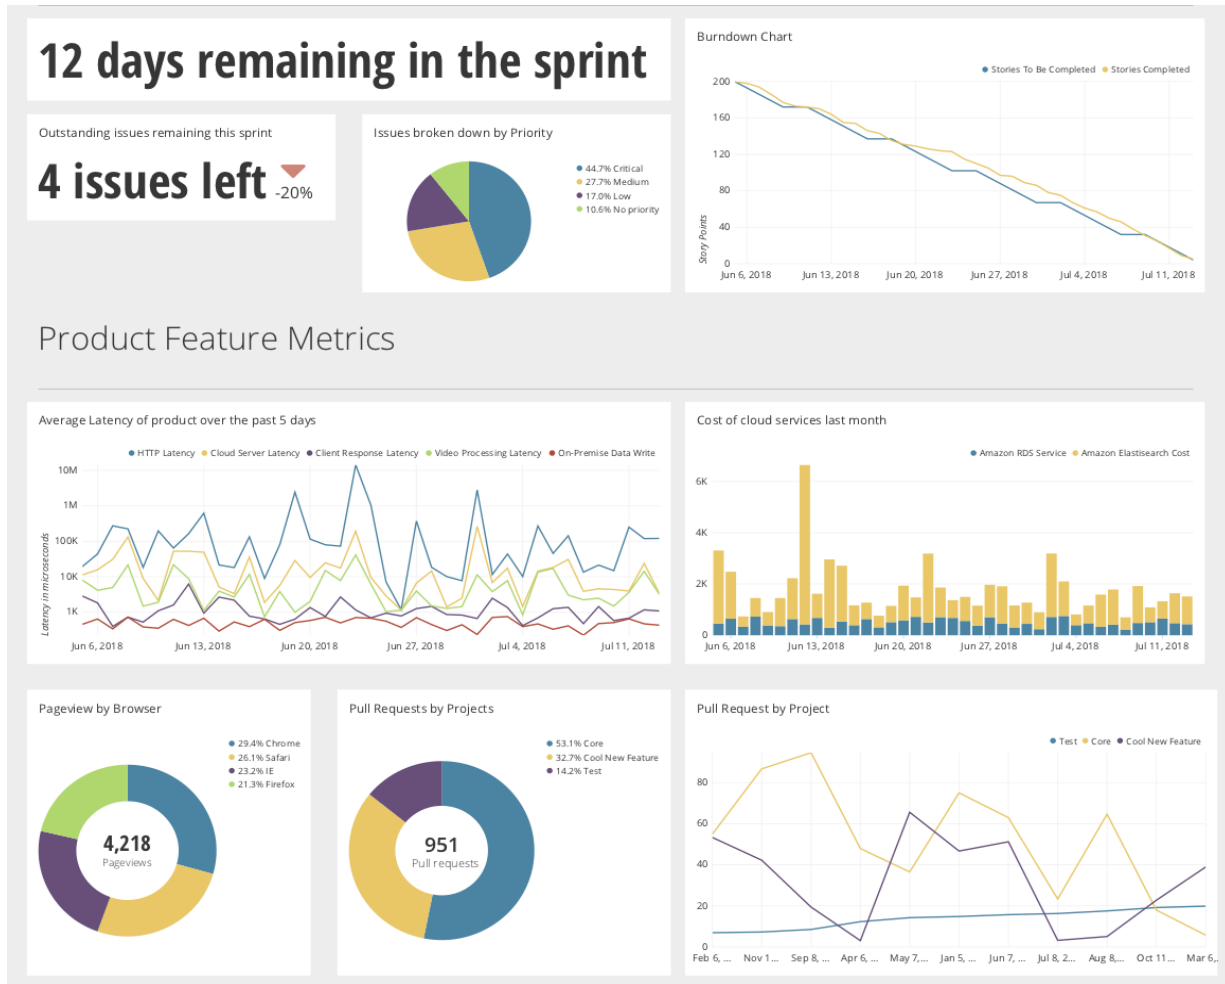 12 days remaining in the sprint
Outstanding issues remaining this sprint
4 issues left
-20%
Issues broken down by Priority
44.7% Critical
27.7% Medium
17.0% Low
10.6% No priority
Burndown Chart
Stories To Be Completed Stories Completed
200
160
120
80
40
0
Story Points
Jun 6, 2018 Jun 13, 2018 Jun 20, 2018 Jun 27, 2018 Jul 4, 2018 Jul 11, 2018
Product Feature Metrics
Average Latency of product over the past 5 days
HTTP Latency Cloud Server Latency Client Response Latency Video Processing Latency On-Premise Data Write
10M
1M
100K
10K
1K
Latency in microseconds
Jun 6, 2018 Jun 13, 2018 Jun 20, 2018 Jun 27, 2018 Jul 4, 2018 Jul 11, 2018
Cost of cloud services last month
Amazon RDS Service Amazon Elastisearch Cost
6K
4K
2K
0
Jun 6, 2018 Jun 13, 2018 Jun 20, 2018 Jun 27, 2018 Jul 4, 2018 Jul 11, 2018
Pageview by Browser
29.4% Chrome
26.1% Safari
23.2% IE
21.3% Firefox
4,218
Pageviews
Pull Requests by Projects
53.1% Core
32.7% Cool New Feature
14.2% Test
951
Pull requests
Pull Request by Project
Test Core Cool New Feature
80
60
40
20
0
Feb 6, ... Nov 1... Sep 8, ... Apr 6, ... May 7,... Jan 5, ... Jun 7, ... Jul 8, 2... Aug 8,... Oct 11... Mar 6,..